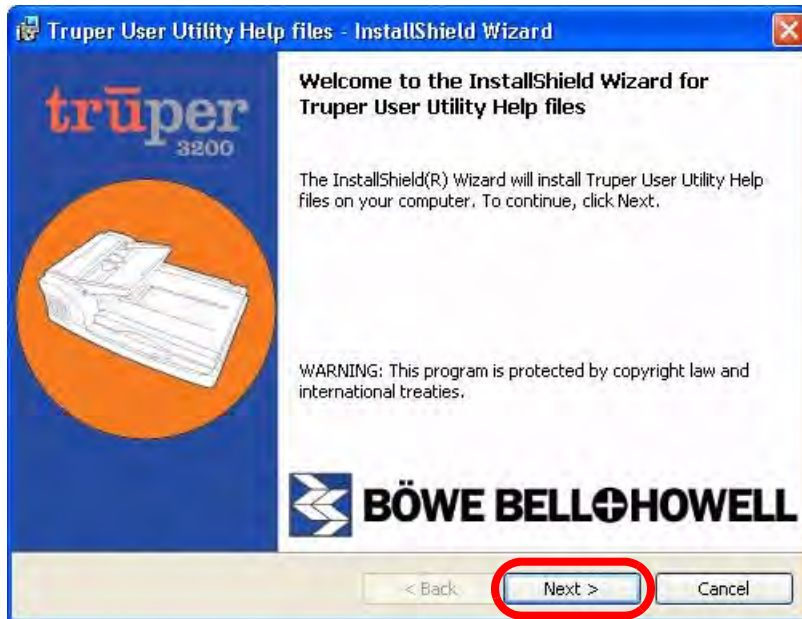 Truper User Utility Help files - InstallShield Wizard
trūper
3200
Welcome to the InstallShield Wizard for
Truper User Utility Help files
The InstallShield(R) Wizard will install Truper User Utility Help
files on your computer. To continue, click Next.
WARNING: This program is protected by copyright law and
international treaties.
BÖWE BELL+HOWELL
< Back
Next >
Cancel